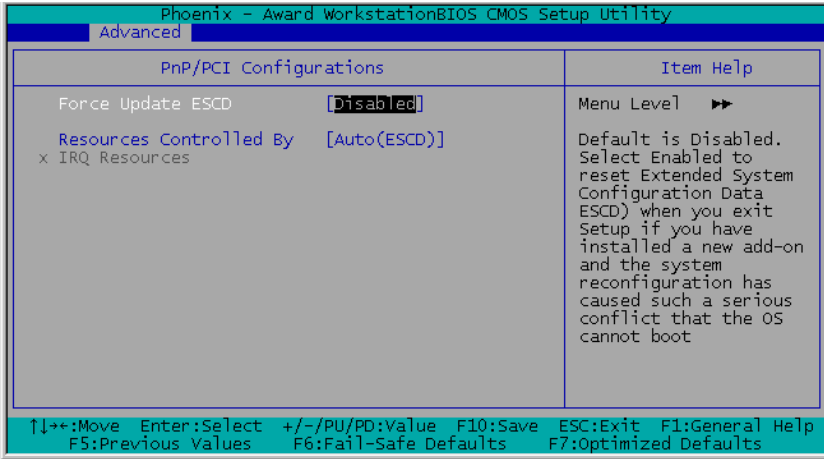 Phoenix - Award WorkstationBIOS CMOS Setup Utility
Advanced
PnP/PCI Configurations
Force Update ESCD [Disabled]
Resources Controlled By [Auto(ESCD)]
x IRQ Resources
Item Help
Menu Level ▶▶
Default is Disabled.
Select Enabled to
reset Extended System
Configuration Data
ESCD) when you exit
Setup if you have
installed a new add-on
and the system
reconfiguration has
caused such a serious
conflict that the OS
cannot boot
↑↓→←:Move Enter:Select +/-/PU/PD:Value F10:Save ESC:Exit F1:General Help
F5:Previous Values F6:Fail-Safe Defaults F7:Optimized Defaults